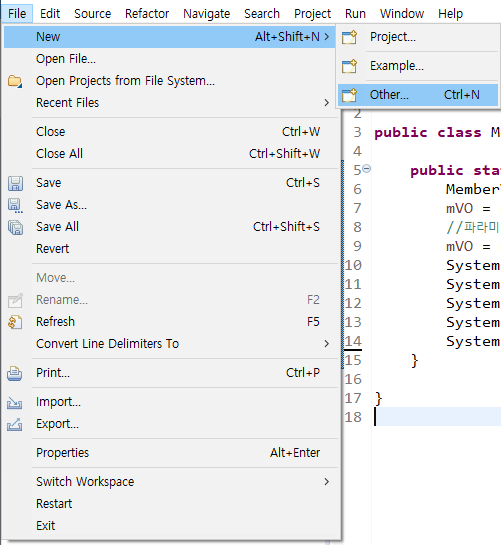 File Edit Source Refactor Navigate Search Project Run Window Help
New Alt+Shift+N >
Open File...
Open Projects from File System...
Recent Files >
Close Ctrl+W
Close All Ctrl+Shift+W
Save Ctrl+S
Save As...
Save All Ctrl+Shift+S
Revert
Move...
Rename... F2
Refresh F5
Convert Line Delimiters To >
Print... Ctrl+P
Import...
Export...
Properties Alt+Enter
Switch Workspace >
Restart
Exit
Project...
Example...
Other... Ctrl+N
2
3 public class M
4
5 public sta
6 Member
7 mVO =
8 //파라미
9 mVO =
10 System
11 System
12 System
13 System
14 System
15 }
16
17 }
18